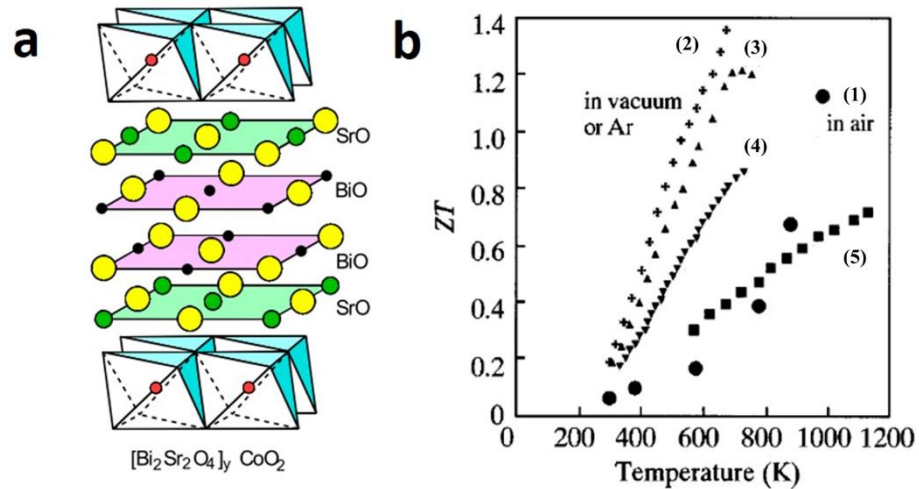 a
SrO
BiO
BiO
SrO
[Bi₂Sr₂O₄]y CoO₂
b
1.4
1.2
1.0
0.8
0.6
0.4
0.2
0
ZT
(2)
(3)
in vacuum
or Ar
(1)
in air
(4)
(5)
0 200 400 600 800 1000 1200
Temperature (K)